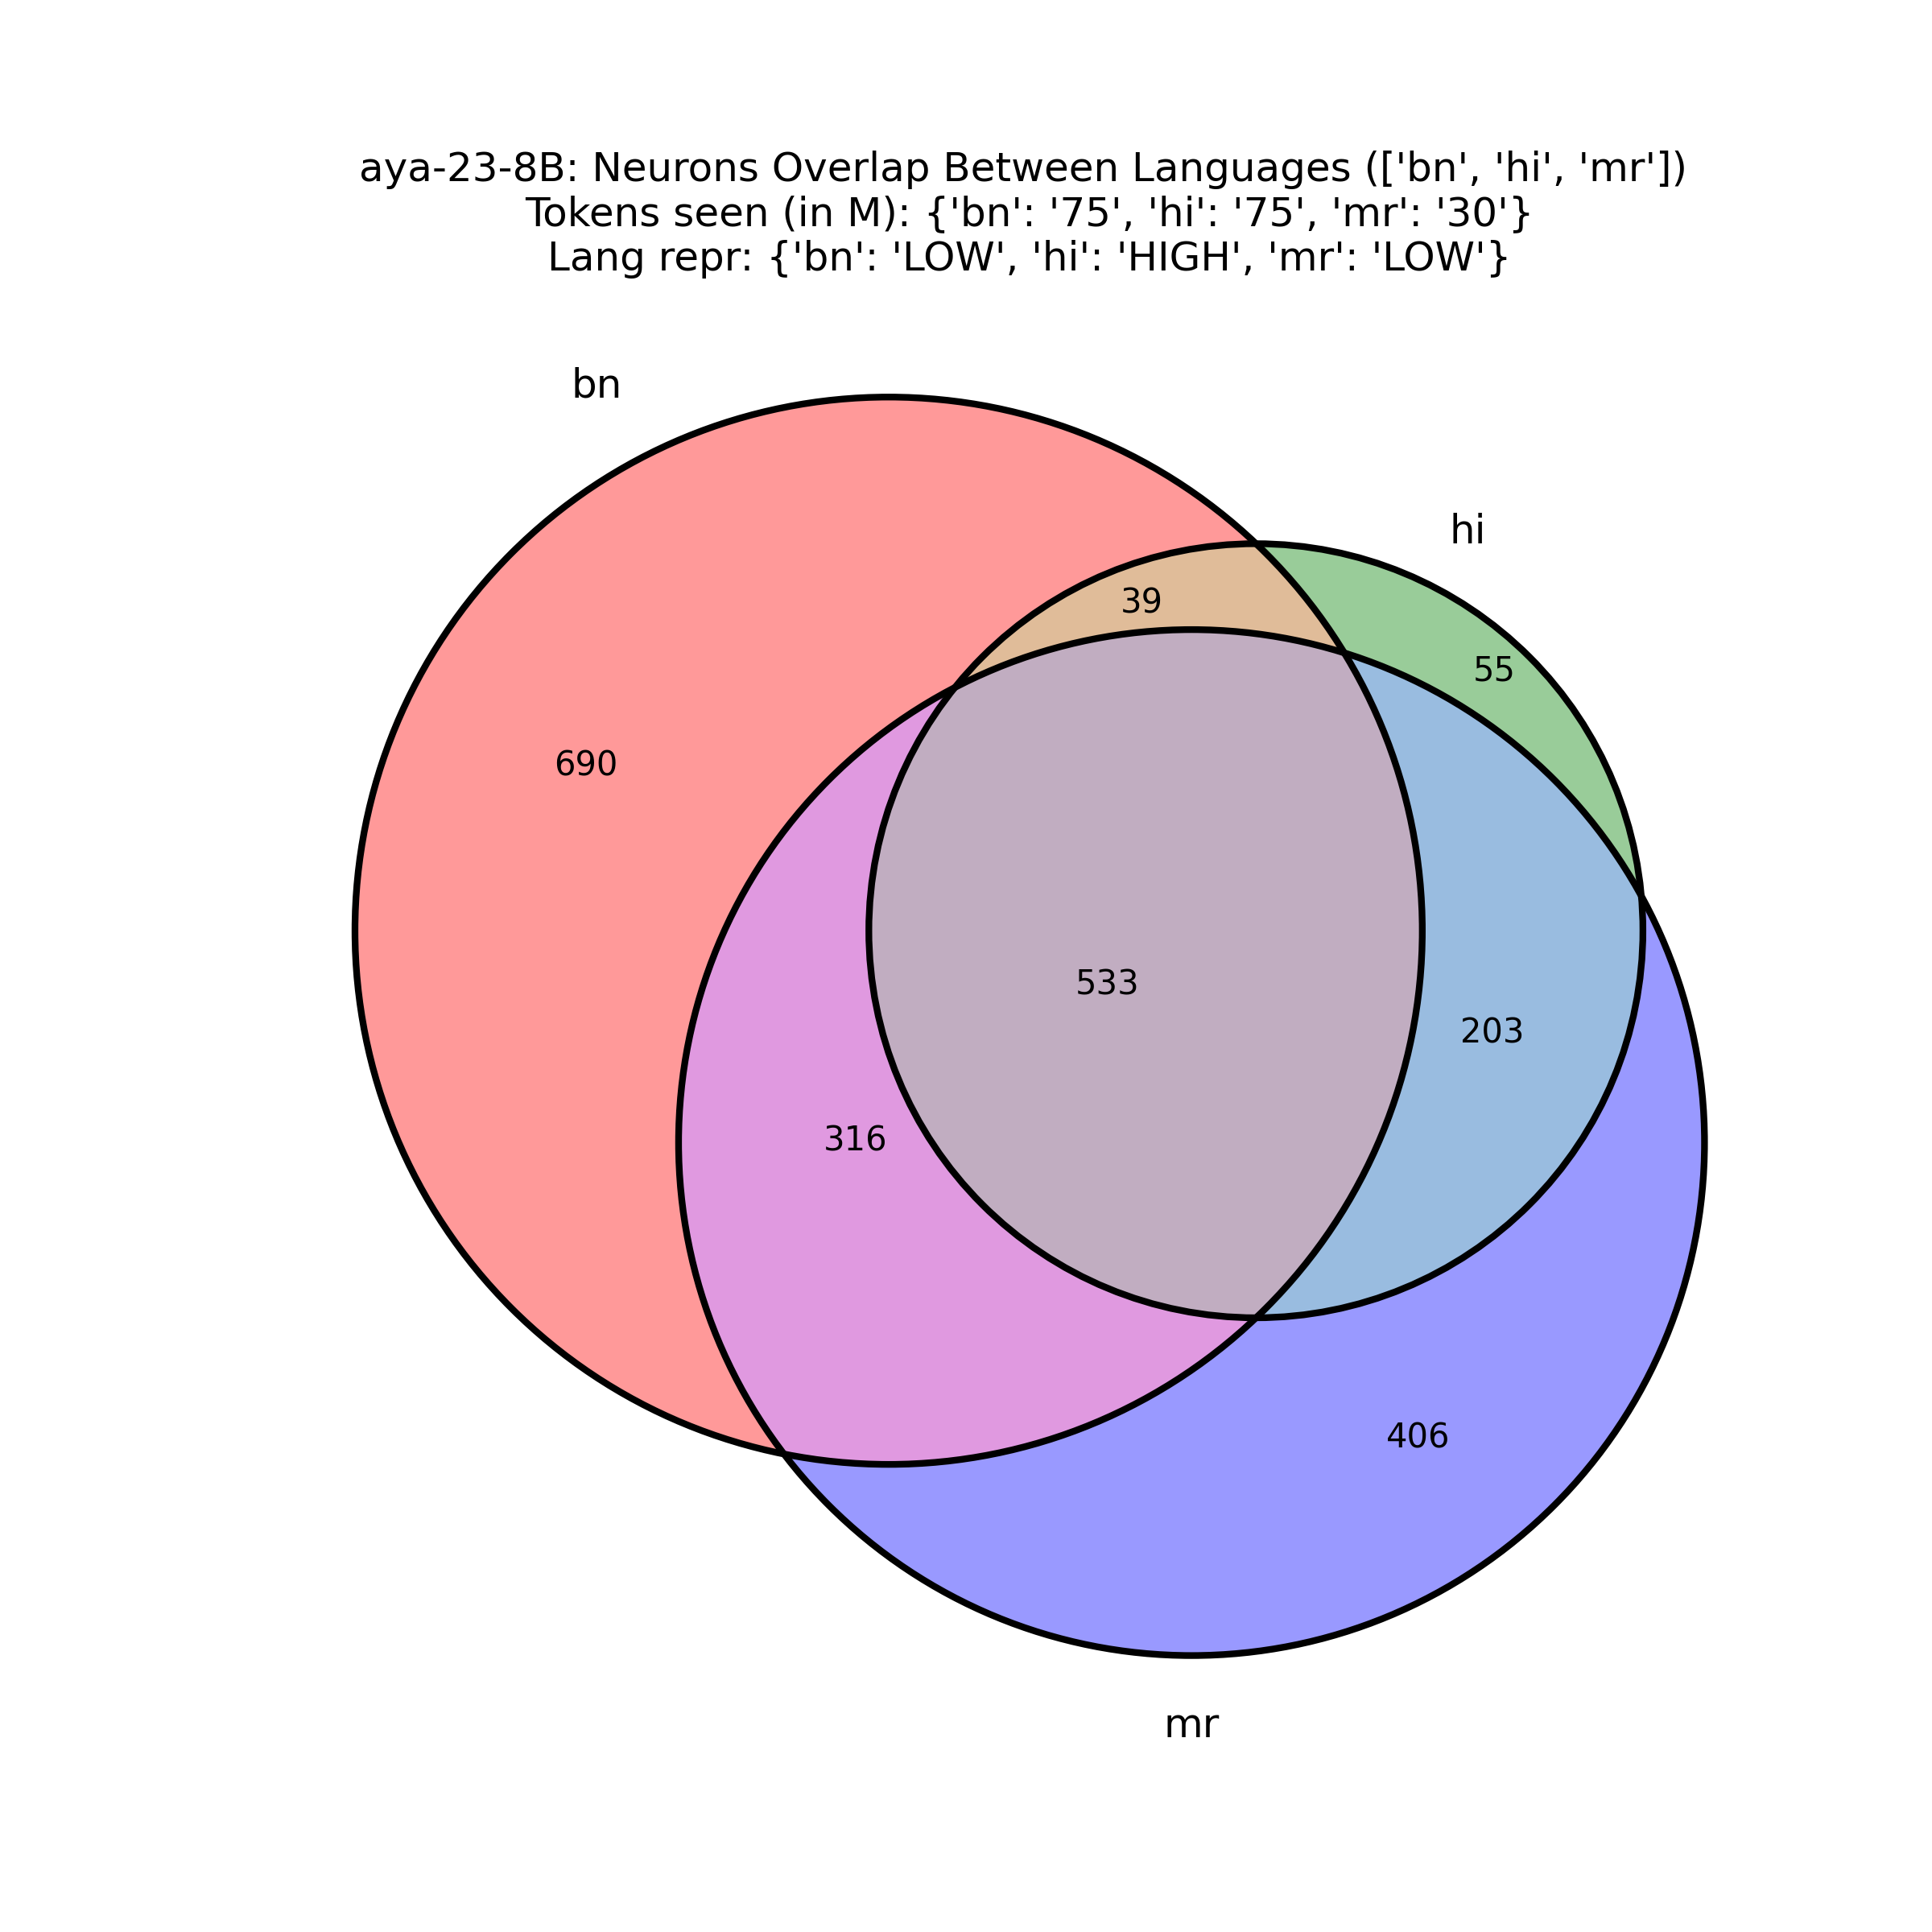 aya-23-8B: Neurons Overlap Between Languages (['bn', 'hi', 'mr'])
Tokens seen (in M): {'bn': '75', 'hi': '75', 'mr': '30'}
Lang repr: {'bn': 'LOW', 'hi': 'HIGH', 'mr': 'LOW'}
bn
hi
39
55
690
533
203
316
406
mr